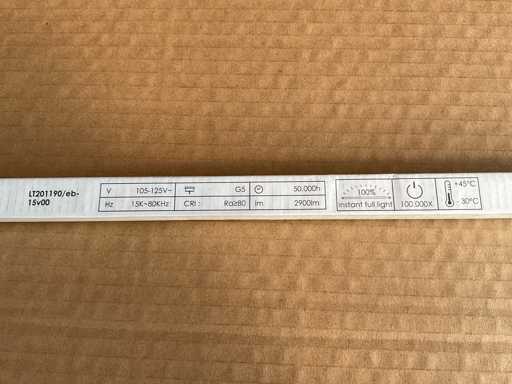 LT201190/eb-
15v00
V 105-125V~ G5 50.000h
Hz 15K~80KHz CRI : Ra≥80 lm 2900lm
100%
instant full light
100.000X
+45°C
- 30°C